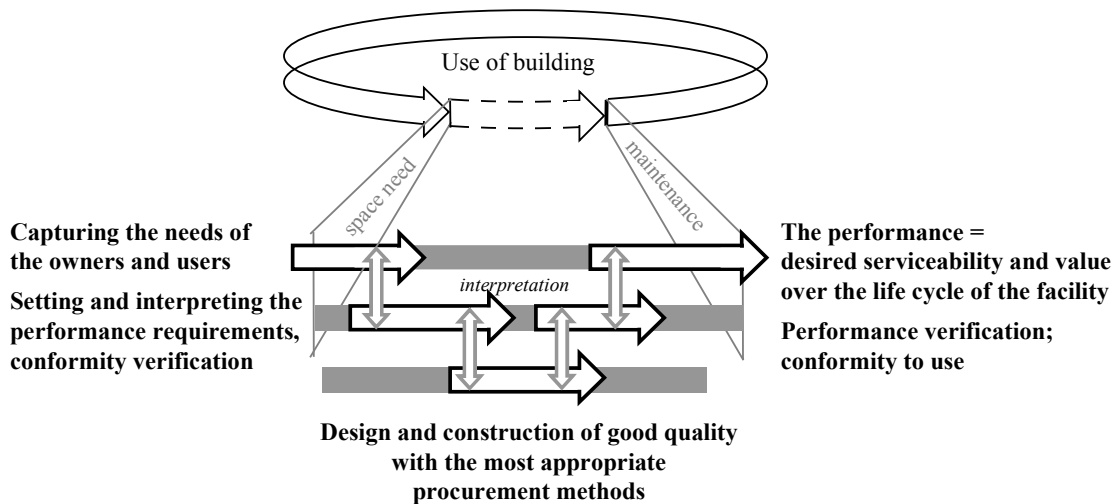 Use of building
space need
maintenance
Capturing the needs of
the owners and users
Setting and interpreting the
performance requirements,
conformity verification
interpretation
The performance =
desired serviceability and value
over the life cycle of the facility
Performance verification;
conformity to use
Design and construction of good quality
with the most appropriate
procurement methods